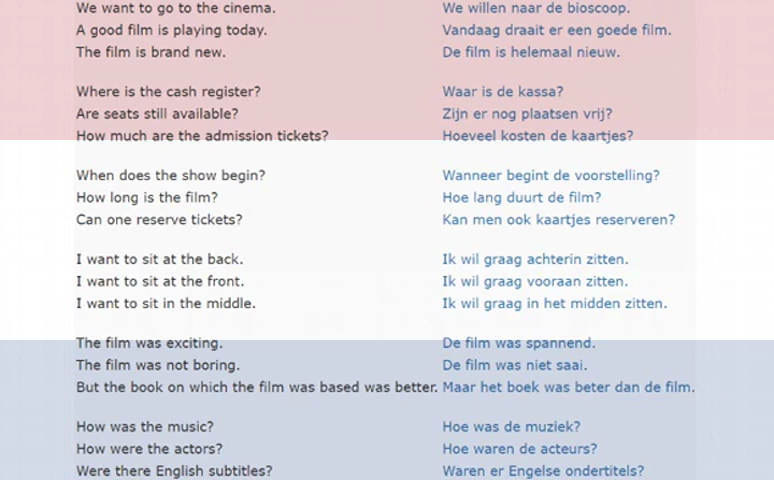 We want to go to the cinema. We willen naar de bioscoop.
A good film is playing today. Vandaag draait er een goede film.
The film is brand new. De film is helemaal nieuw.
Where is the cash register? Waar is de kassa?
Are seats still available? Zijn er nog plaatsen vrij?
How much are the admission tickets? Hoeveel kosten de kaartjes?
When does the show begin? Wanneer begint de voorstelling?
How long is the film? Hoe lang duurt de film?
Can one reserve tickets? Kan men ook kaartjes reserveren?
I want to sit at the back. Ik wil graag achterin zitten.
I want to sit at the front. Ik wil graag vooraan zitten.
I want to sit in the middle. Ik wil graag in het midden zitten.
The film was exciting. De film was spannend.
The film was not boring. De film was niet saai.
But the book on which the film was based was better. Maar het boek was beter dan de film.
How was the music? Hoe was de muziek?
How were the actors? Hoe waren de acteurs?
Were there English subtitles? Waren er Engelse ondertitels?